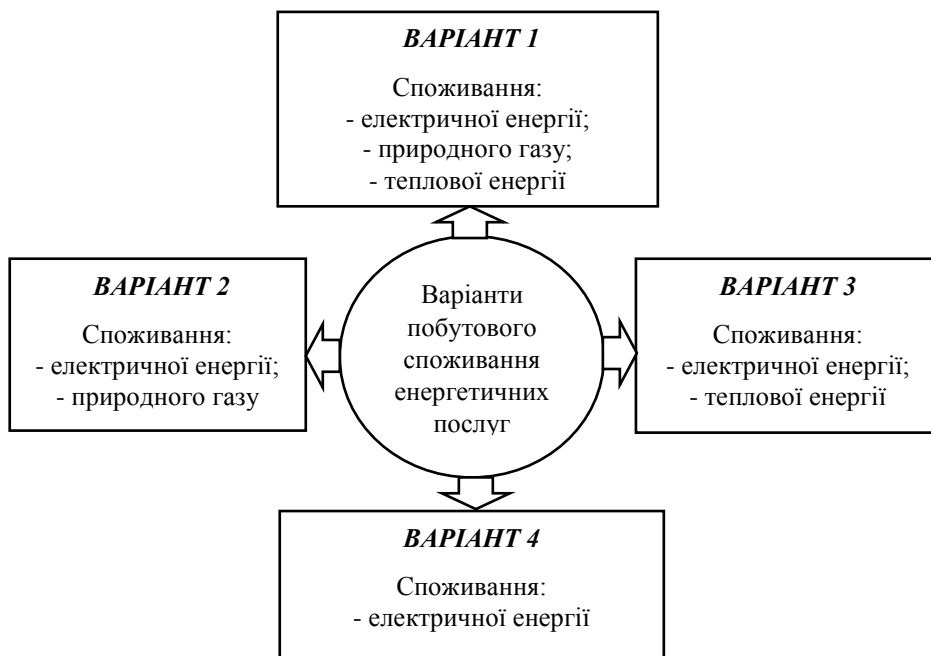 ВАРІАНТ 1
Споживання:
- електричної енергії;
- природного газу;
- теплової енергії
ВАРІАНТ 2
Споживання:
- електричної енергії;
- природного газу
Варіанти
побутового
споживання
енергетичних
послуг
ВАРІАНТ 3
Споживання:
- електричної енергії;
- теплової енергії
ВАРІАНТ 4
Споживання:
- електричної енергії